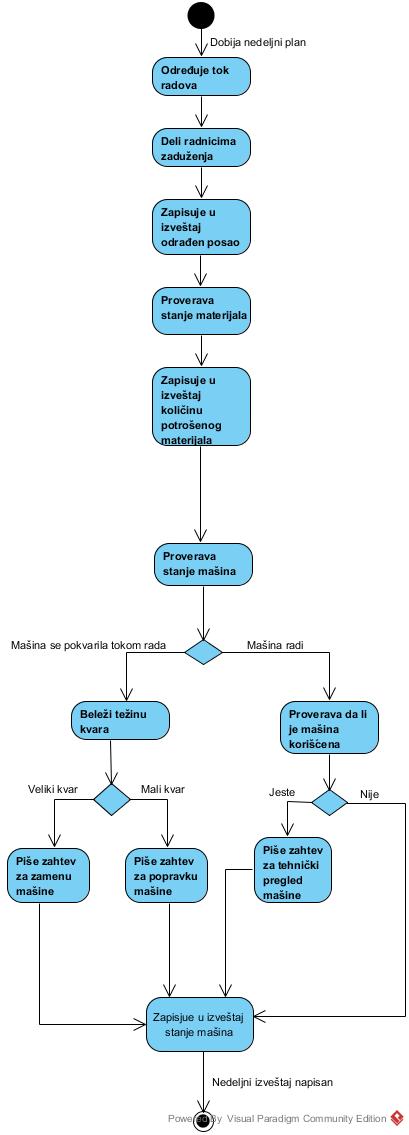 Dobija nedeljni plan
Određuje tok
radova
Deli radnicima
zaduženja
Zapisuje u
izveštaj
odrađen posao
Proverava
stanje materijala
Zapisuje u
izveštaj
količinu
potrošenog
materijala
Proverava
stanje mašina
Mašina se pokvarila tokom rada
Mašina radi
Beleži težinu
kvara
Proverava da li
je mašina
korišćena
Veliki kvar
Mali kvar
Jeste
Nije
Piše zahtev
za zamenu
mašine
Piše zahtev
za popravku
mašine
Piše zahtev
za tehnički
pregled
mašine
Zapisjue u izveštaj
stanje mašina
Nedeljni izveštaj napisan
Powered By Visual Paradigm Community Edition